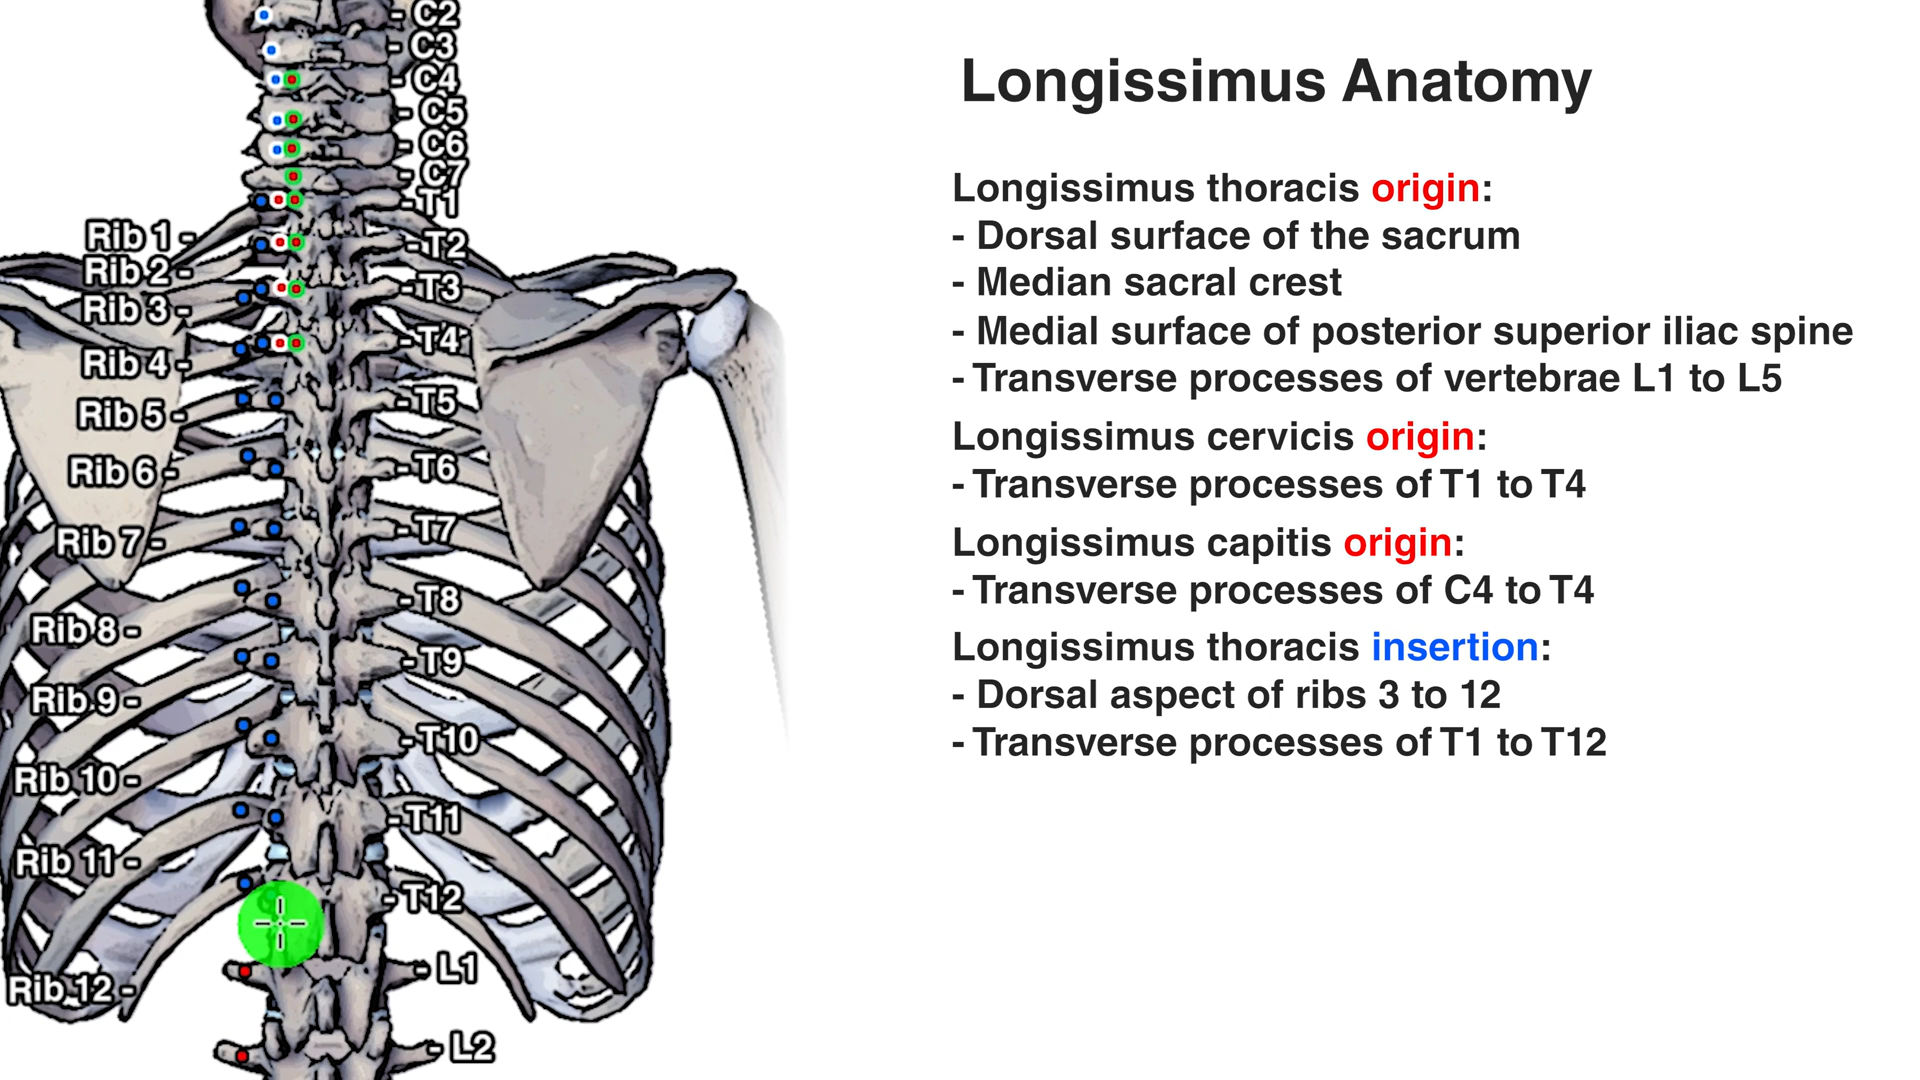 Longissimus Anatomy
Longissimus thoracis origin:
- Dorsal surface of the sacrum
- Median sacral crest
- Medial surface of posterior superior iliac spine
- Transverse processes of vertebrae L1 to L5
Longissimus cervicis origin:
- Transverse processes of T1 to T4
Longissimus capitis origin:
- Transverse processes of C4 to T4
Longissimus thoracis insertion:
- Dorsal aspect of ribs 3 to 12
- Transverse processes of T1 to T12
- C2
- C3
- C4
- C5
- C6
- C7
- T1
- T2
- T3
- T4
- T5
- T6
- T7
- T8
- T9
- T10
- T11
- T12
- L1
- L2
Rib 1 -
Rib 2 -
Rib 3 -
Rib 4 -
Rib 5 -
Rib 6 -
Rib 7 -
Rib 8 -
Rib 9 -
Rib 10 -
Rib 11 -
Rib 12 -